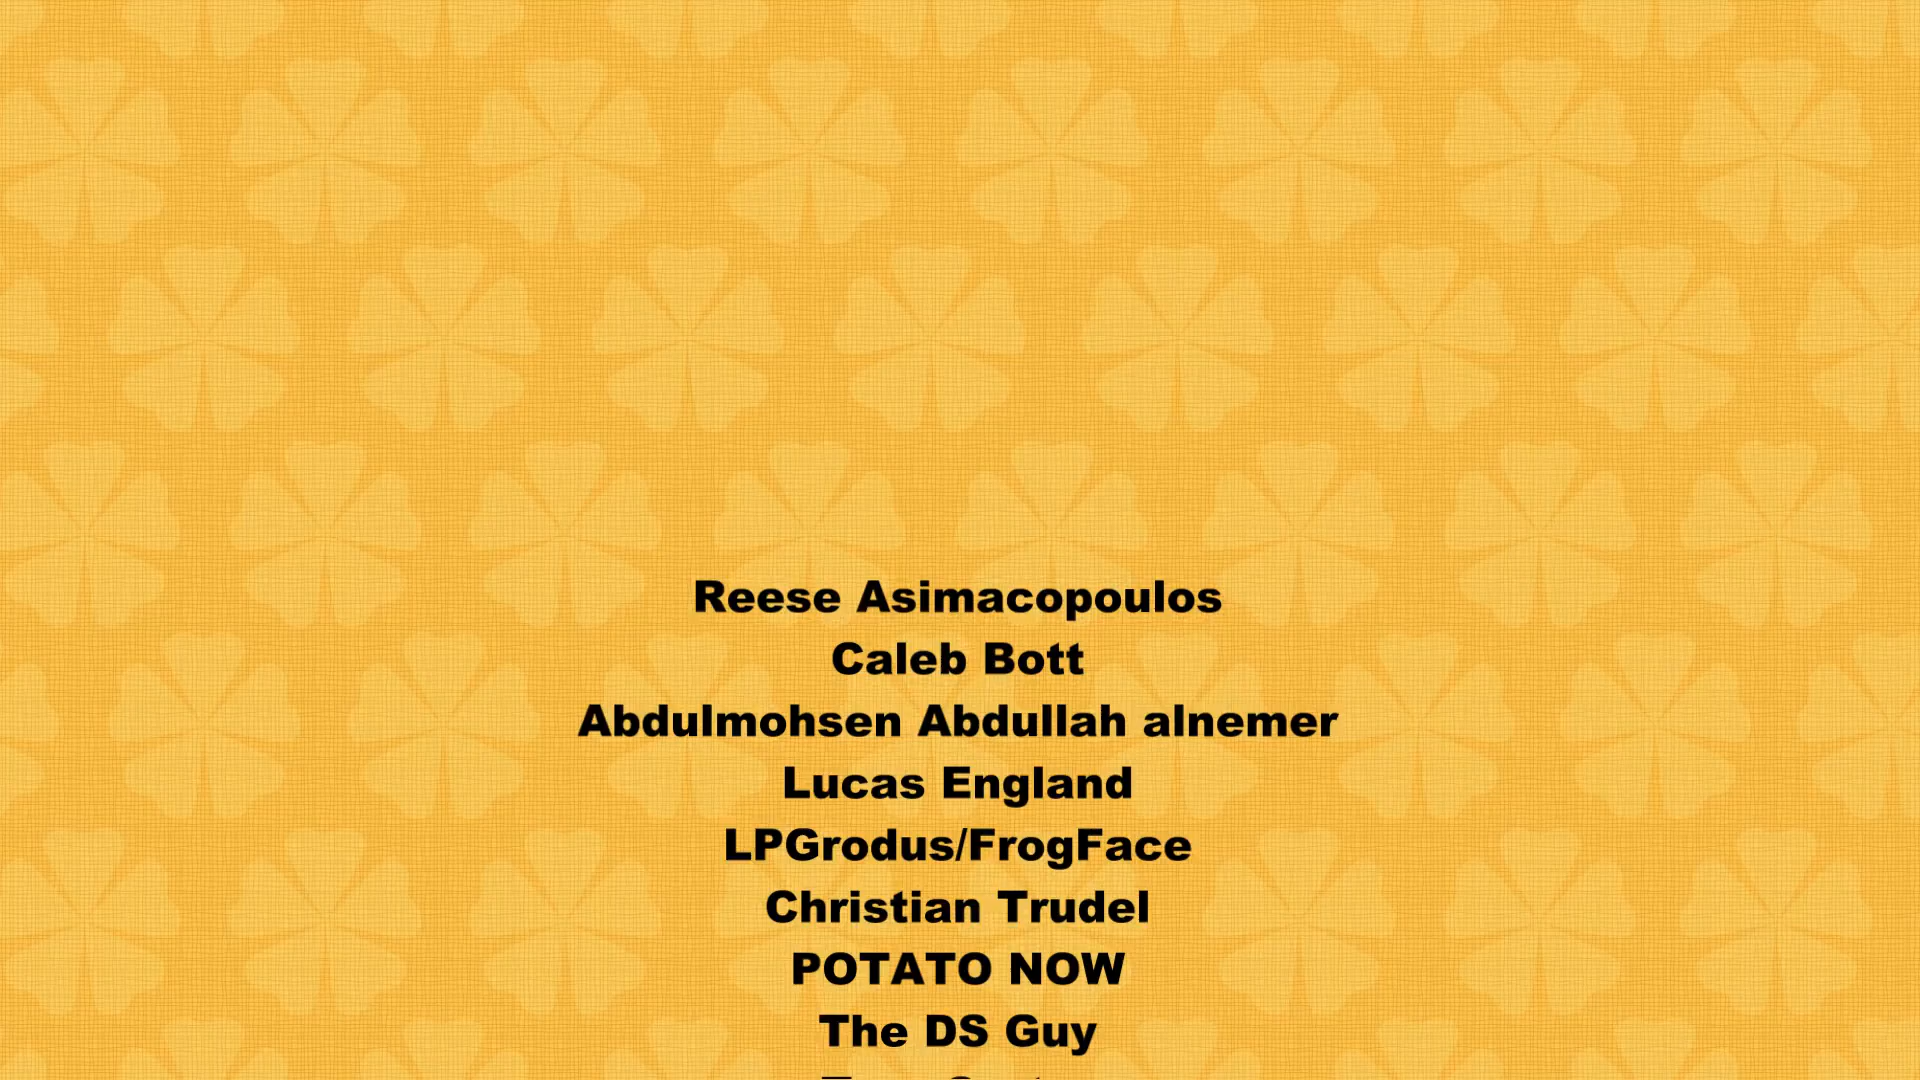 Reese Asimacopoulos
Caleb Bott
Abdulmohsen Abdullah alnemer
Lucas England
LPGrodus/FrogFace
Christian Trudel
POTATO NOW
The DS Guy